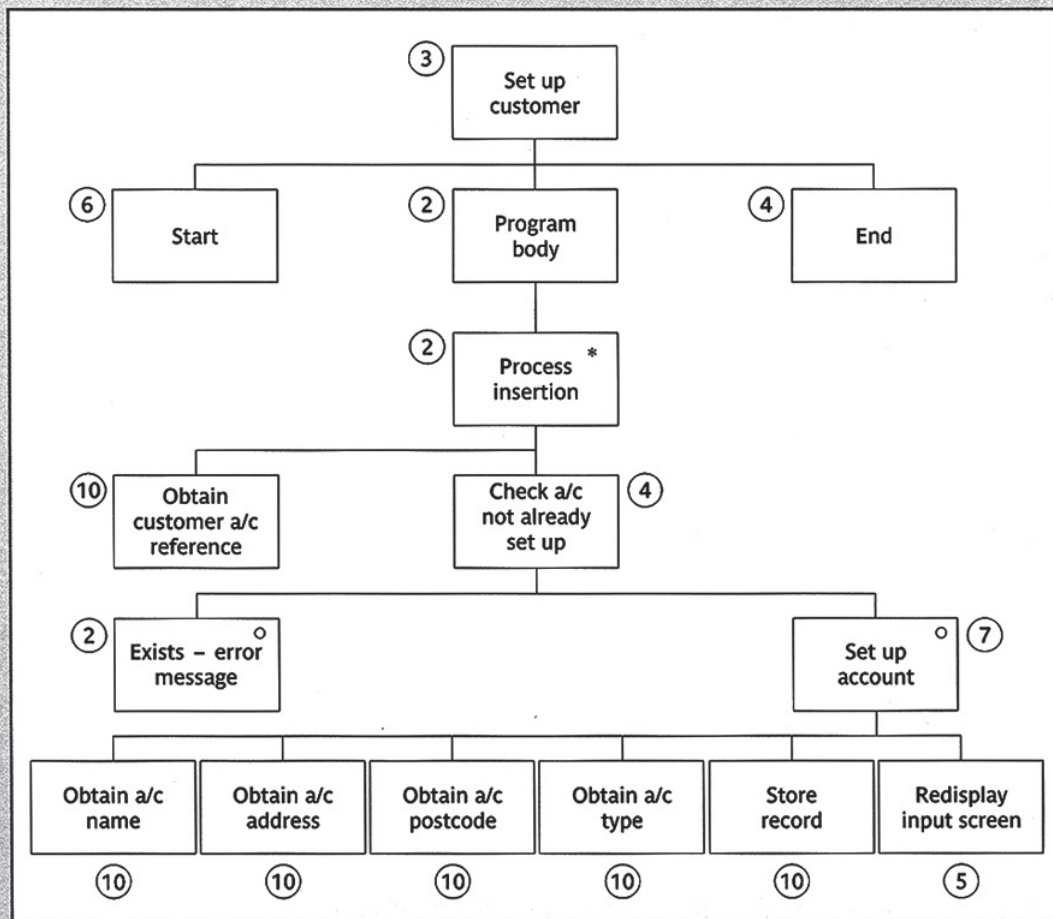 3
Set up
customer
6
Start
2
Program
body
4
End
2
Process *
insertion
10
Obtain
customer a/c
reference
Check a/c
not already
set up
4
2
Exists – error
message
Set up
account
7
Obtain a/c
name
Obtain a/c
address
Obtain a/c
postcode
Obtain a/c
type
Store
record
Redisplay
input screen
10
10
10
10
10
5